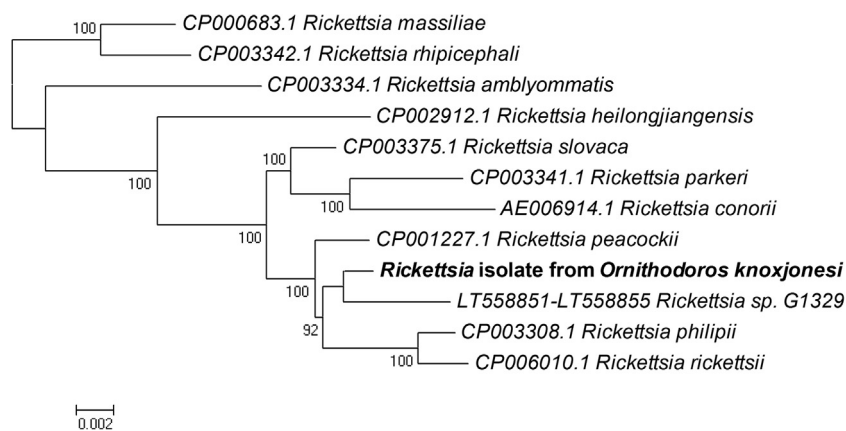 100
CP000683.1 Rickettsia massiliae
CP003342.1 Rickettsia rhipicephali
CP003334.1 Rickettsia amblyommatis
CP002912.1 Rickettsia heilongjiangensis
100
CP003375.1 Rickettsia slovaca
100
CP003341.1 Rickettsia parkeri
100
AE006914.1 Rickettsia conorii
100
CP001227.1 Rickettsia peacockii
Rickettsia isolate from Ornithodoros knoxjonesi
100
LT558851-LT558855 Rickettsia sp. G1329
92
CP003308.1 Rickettsia philipii
100
CP006010.1 Rickettsia rickettsii
0.002